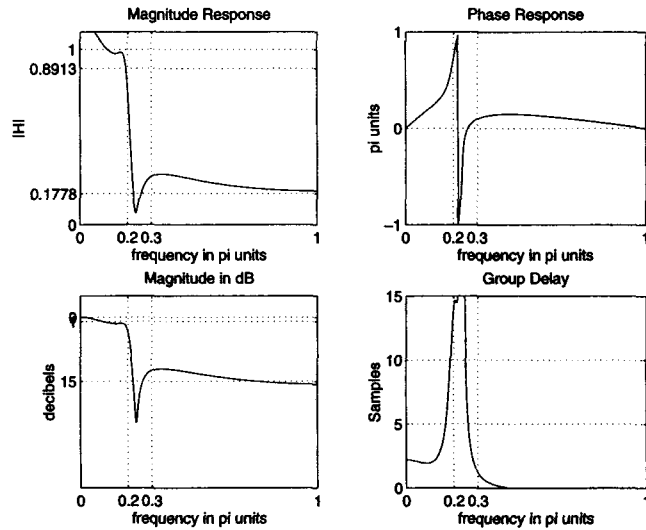 Magnitude Response
1
0.8913
|H|
0.1778
0
0 0.2 0.3 1
frequency in pi units
Phase Response
1
pi units
0
−1
0 0.2 0.3 1
frequency in pi units
Magnitude in dB
0
1
decibels
15
0 0.2 0.3 1
frequency in pi units
Group Delay
15
10
Samples
5
0
0 0.2 0.3 1
frequency in pi units